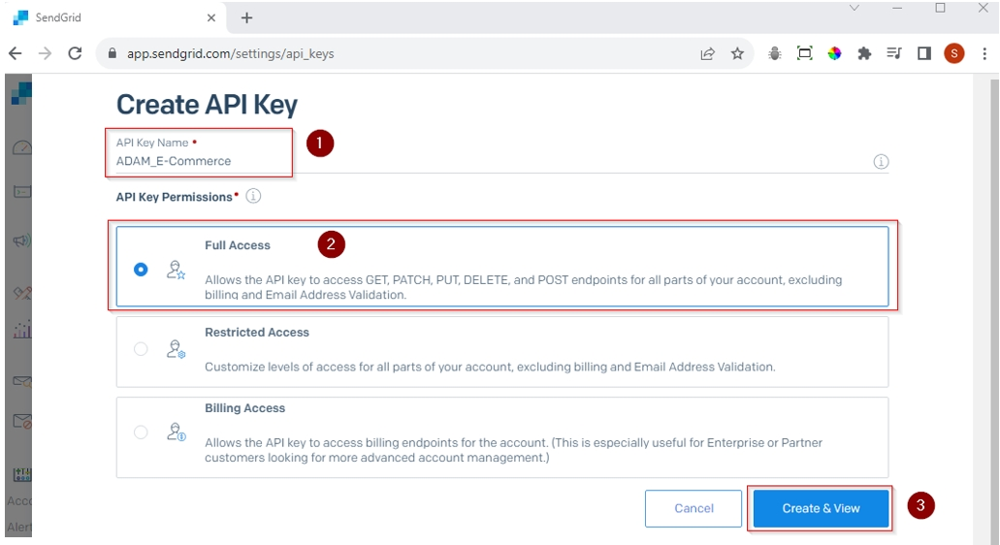 SendGrid
app.sendgrid.com/settings/api_keys
S
Create API Key
API Key Name •
1
ADAM_E-Commerce
API Key Permissions•
Full Access
2
Allows the API key to access GET, PATCH, PUT, DELETE, and POST endpoints for all parts of your account, excluding
billing and Email Address Validation.
Restricted Access
Customize levels of access for all parts of your account, excluding billing and Email Address Validation.
Billing Access
Allows the API key to access billing endpoints for the account. (This is especially useful for Enterprise or Partner
customers looking for more advanced account management.)
Acco
Cancel
Create & View
3
Alert